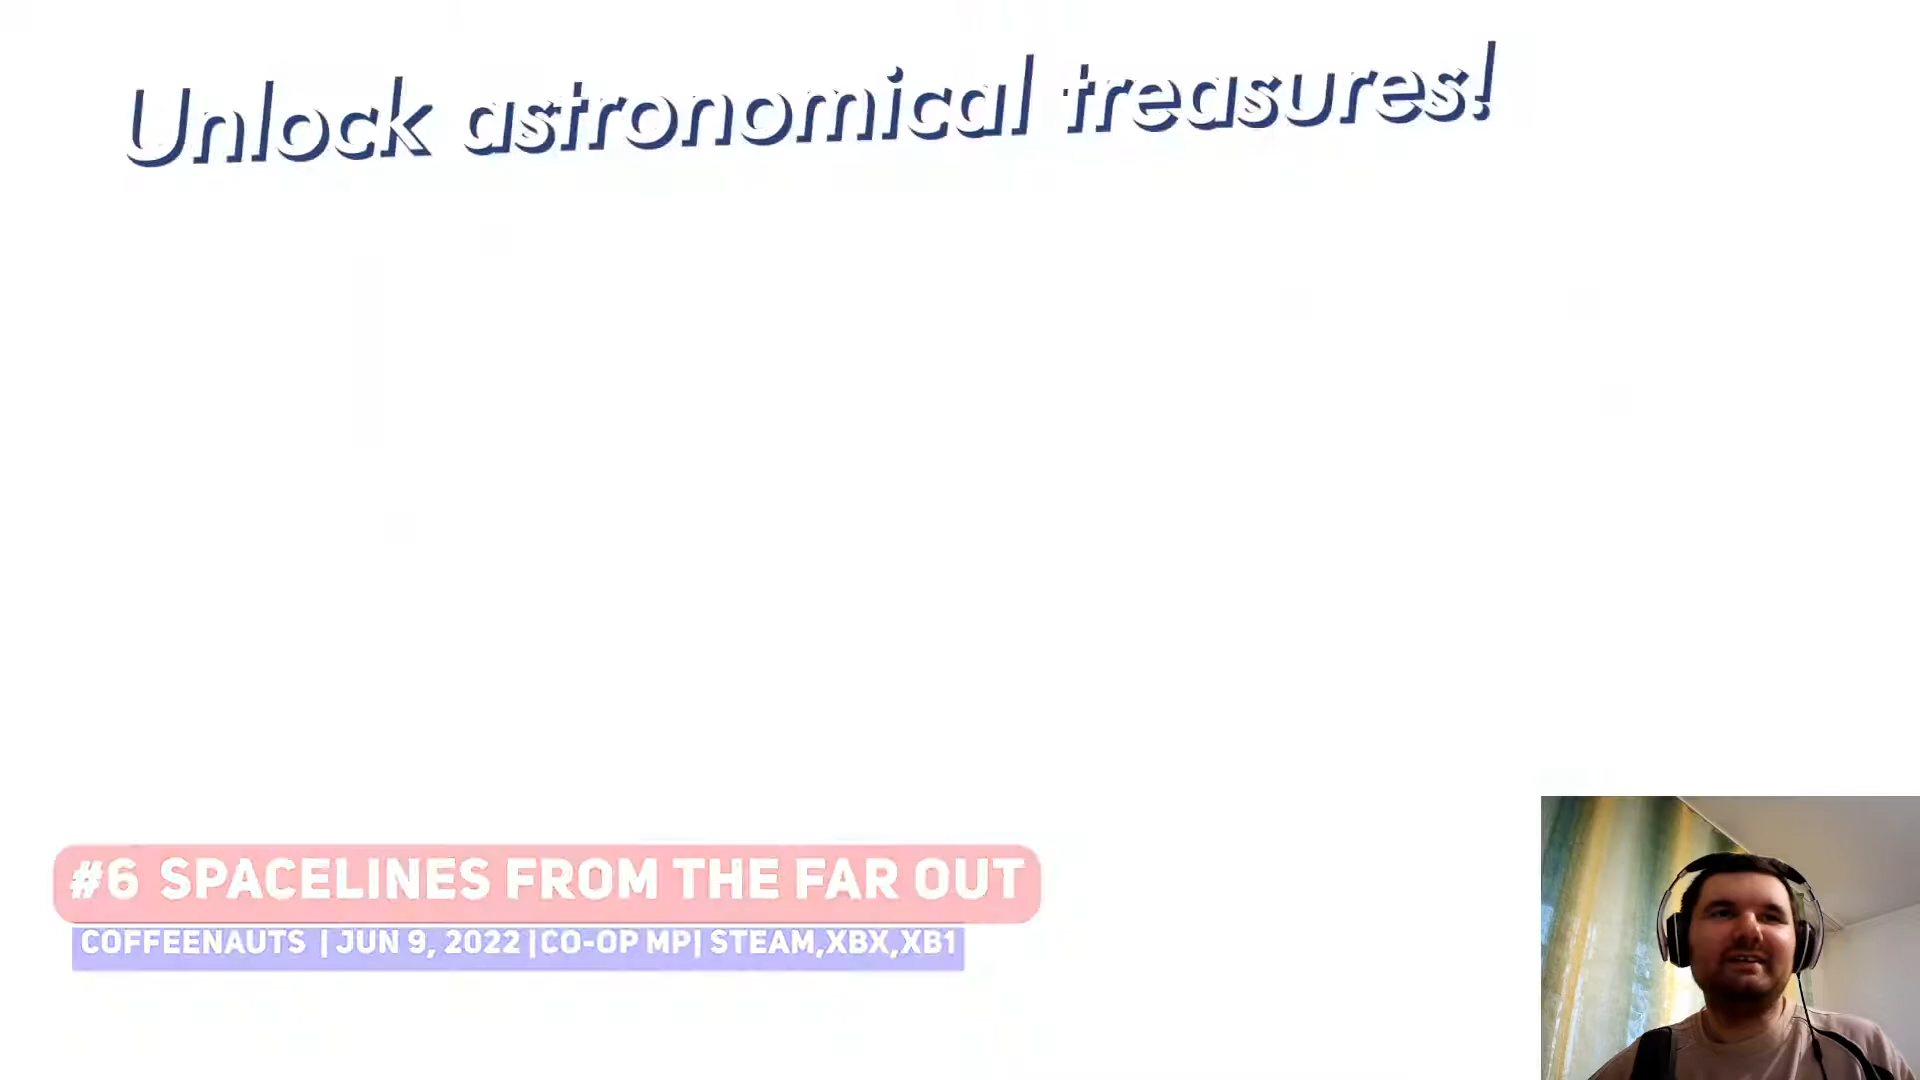 Unlock astronomical treasures!
#6 SPACELINES FROM THE FAR OUT
COFFEENAUTS | JUN 9, 2022 |CO-OP MP| STEAM,XBX,XB1